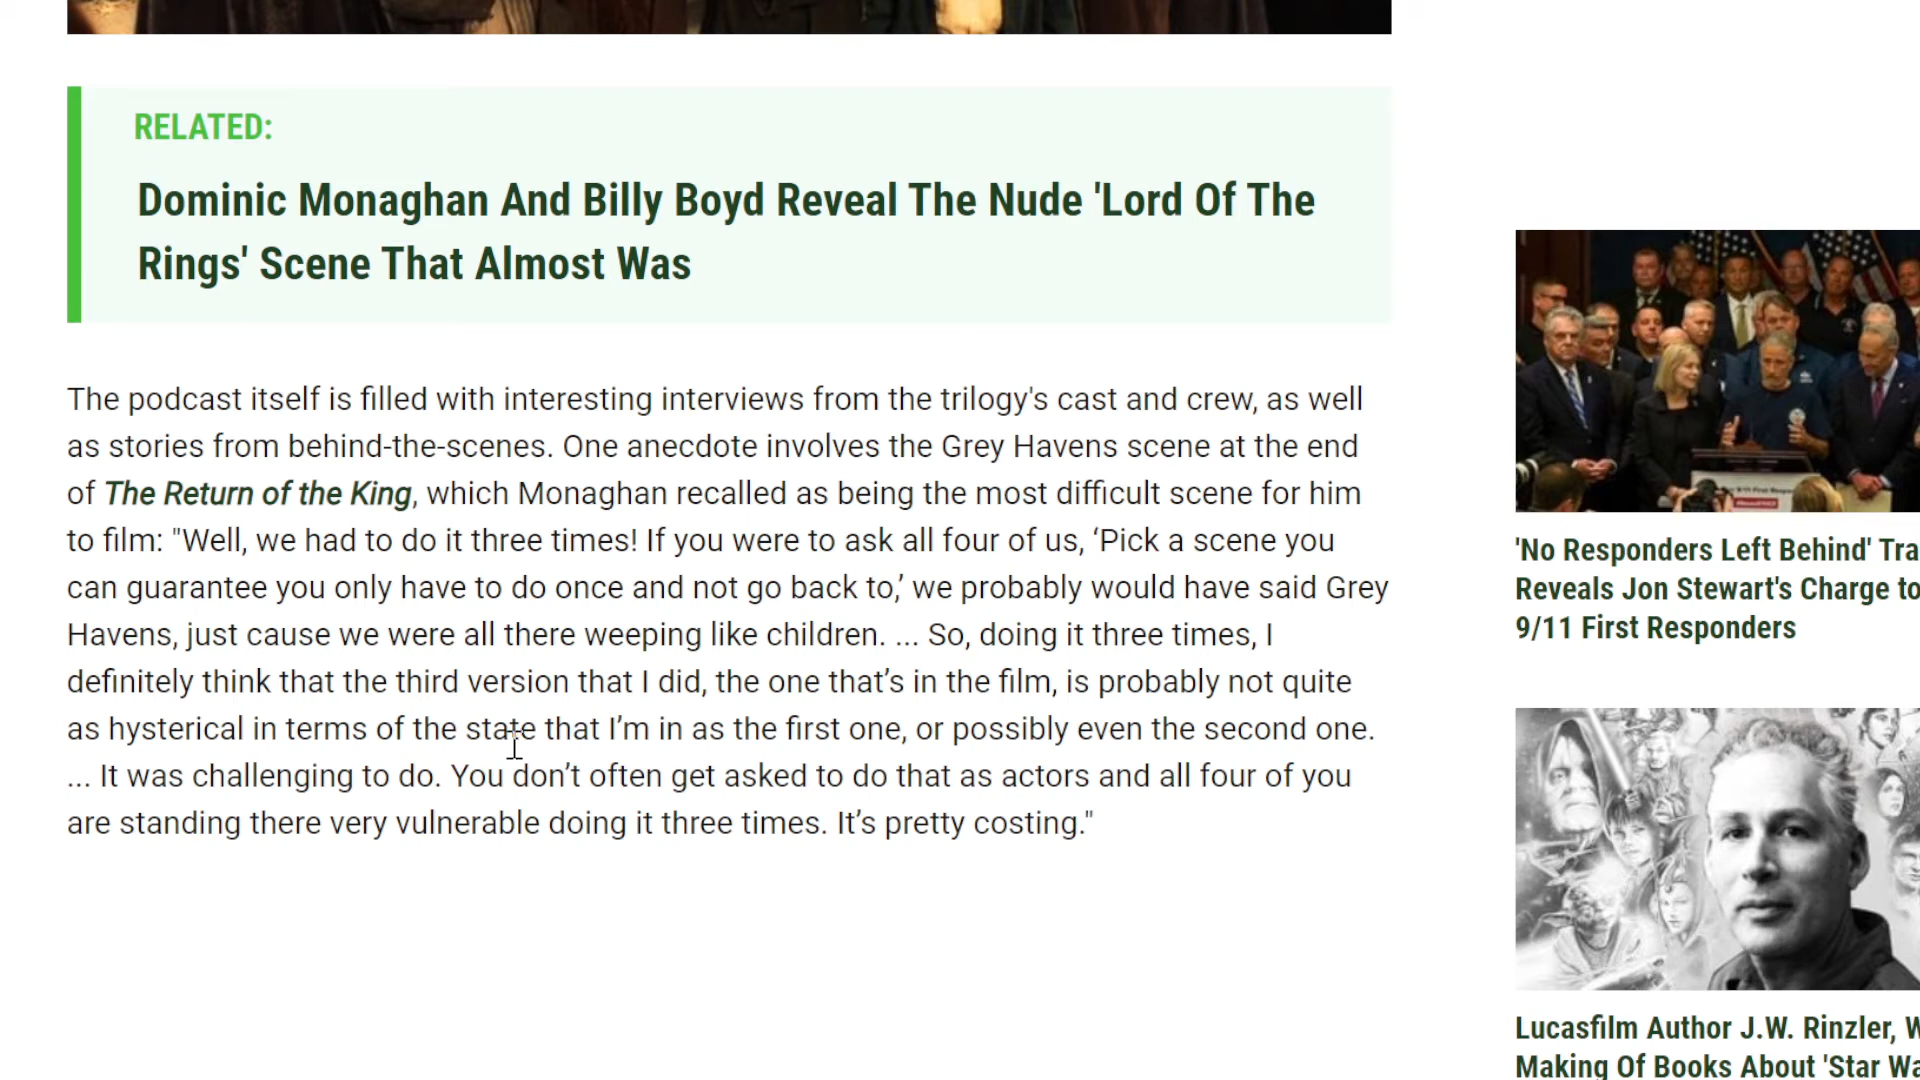 RELATED:
Dominic Monaghan And Billy Boyd Reveal The Nude 'Lord Of The
Rings' Scene That Almost Was
The podcast itself is filled with interesting interviews from the trilogy's cast and crew, as well
as stories from behind-the-scenes. One anecdote involves the Grey Havens scene at the end
of The Return of the King, which Monaghan recalled as being the most difficult scene for him
to film: "Well, we had to do it three times! If you were to ask all four of us, ‘Pick a scene you
can guarantee you only have to do once and not go back to,’ we probably would have said Grey
Havens, just cause we were all there weeping like children. ... So, doing it three times, I
definitely think that the third version that I did, the one that’s in the film, is probably not quite
as hysterical in terms of the state that I’m in as the first one, or possibly even the second one.
... It was challenging to do. You don’t often get asked to do that as actors and all four of you
are standing there very vulnerable doing it three times. It’s pretty costing."
'No Responders Left Behind' Tra
Reveals Jon Stewart's Charge to
9/11 First Responders
Lucasfilm Author J.W. Rinzler, W
Making Of Books About 'Star Wa